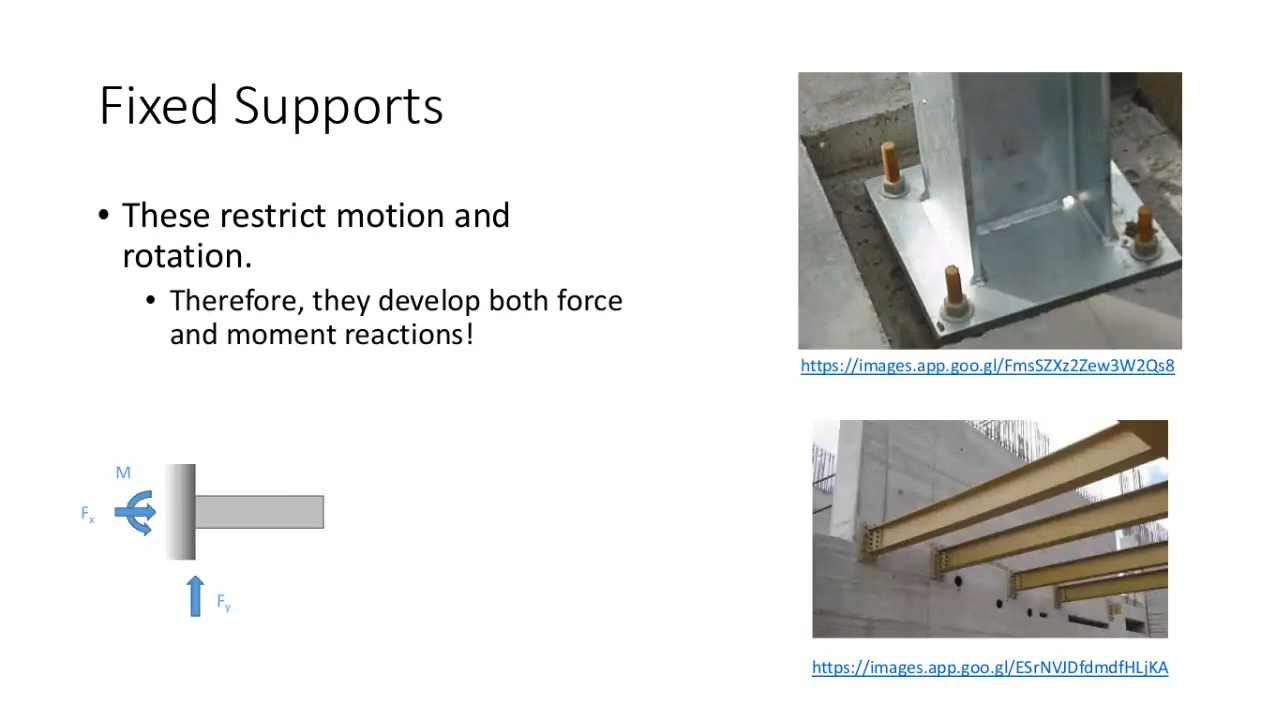 Fixed Supports
• These restrict motion and
rotation.
• Therefore, they develop both force
and moment reactions!
https://images.app.goo.gl/FmsSZXz2Zew3W2Qs8
M
Fx
Fy
https://images.app.goo.gl/ESrNVJDfdmdfHLjKA